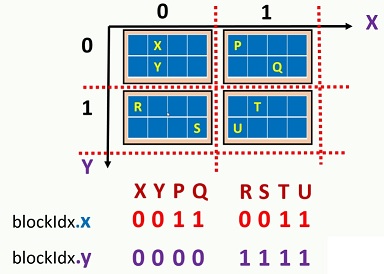 0 1
X
0 X P
Y Q
1 R T
S U
Y
X Y P Q R S T U
blockIdx.x 0 0 1 1 0 0 1 1
blockIdx.y 0 0 0 0 1 1 1 1